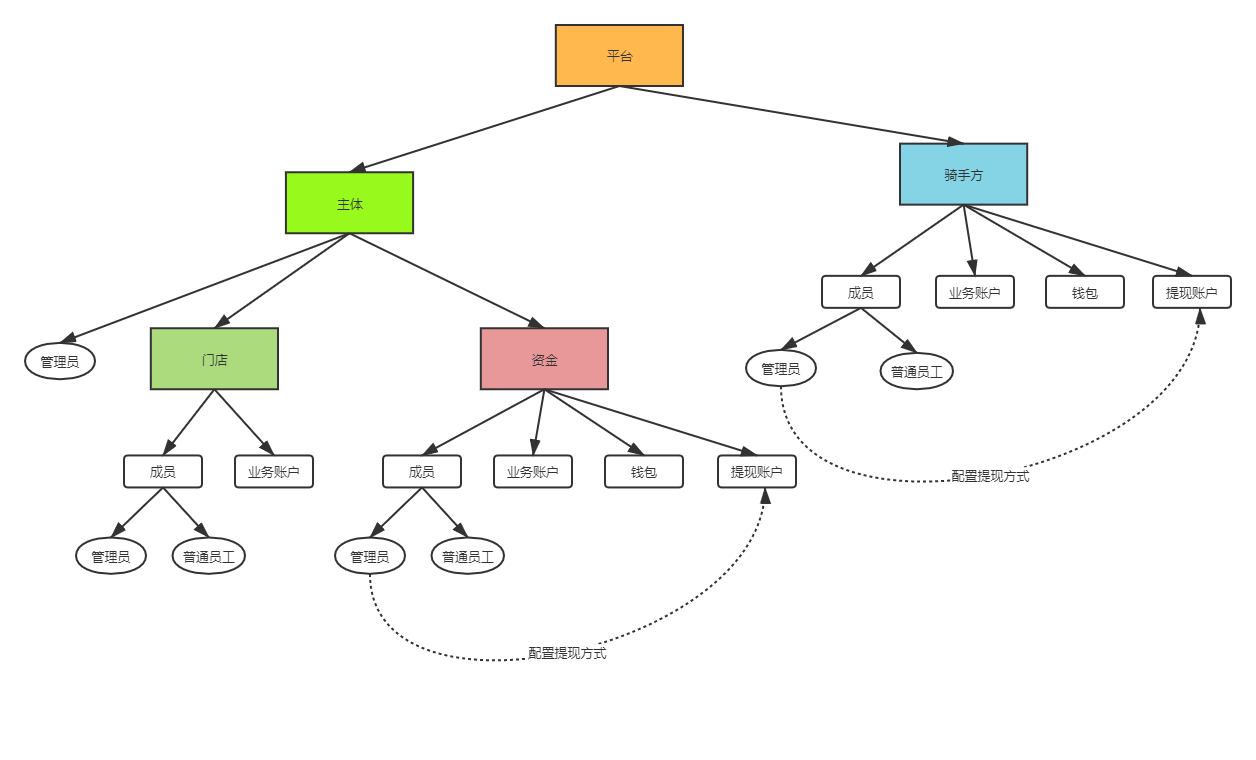 平台
主体
骑手方
成员
业务账户
钱包
提现账户
管理员
门店
资金
管理员
普通员工
成员
业务账户
成员
业务账户
钱包
提现账户
配置提现方式
管理员
普通员工
管理员
普通员工
配置提现方式